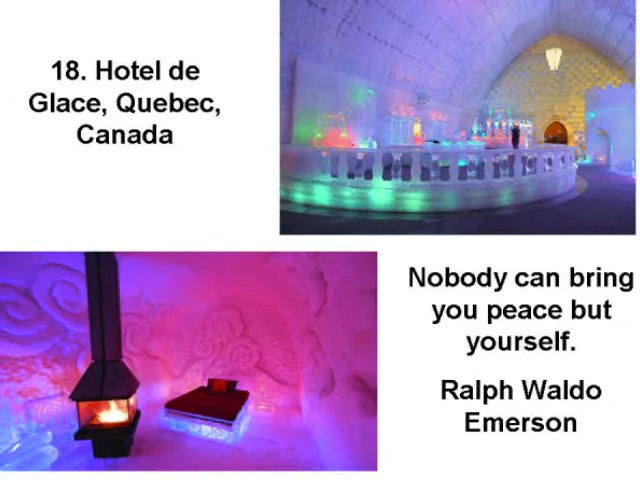 18. Hotel de
Glace, Quebec,
Canada
Nobody can bring
you peace but
yourself.
Ralph Waldo
Emerson